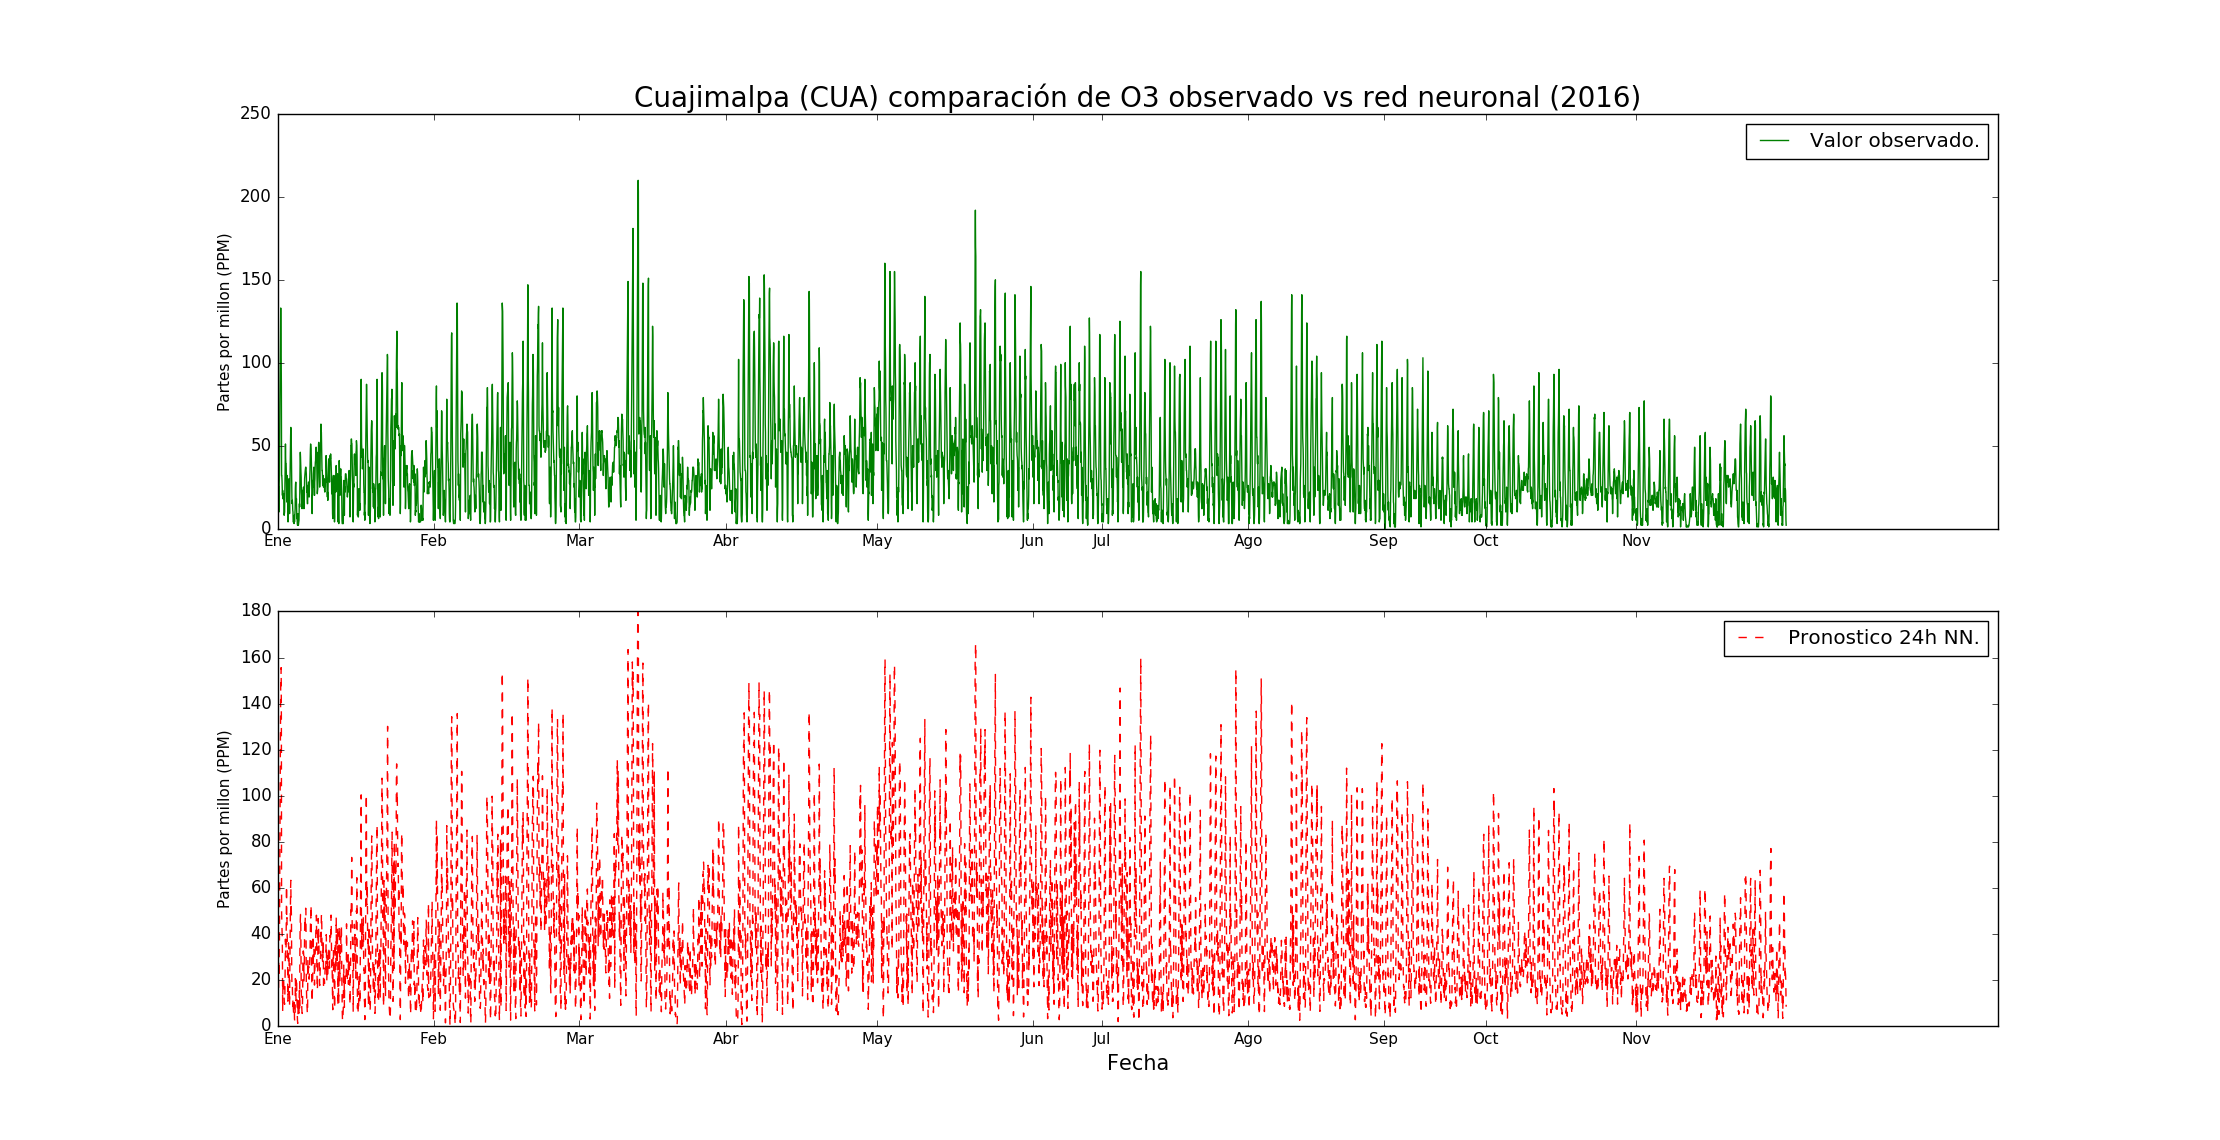 Cuajimalpa (CUA) comparación de O3 observado vs red neuronal (2016)
250
200
150
100
50
0
Partes por millon (PPM)
Valor observado.
Ene Feb Mar Abr May Jun Jul Ago Sep Oct Nov
180
160
140
120
100
80
60
40
20
0
Partes por millon (PPM)
Pronostico 24h NN.
Ene Feb Mar Abr May Jun Jul Ago Sep Oct Nov
Fecha